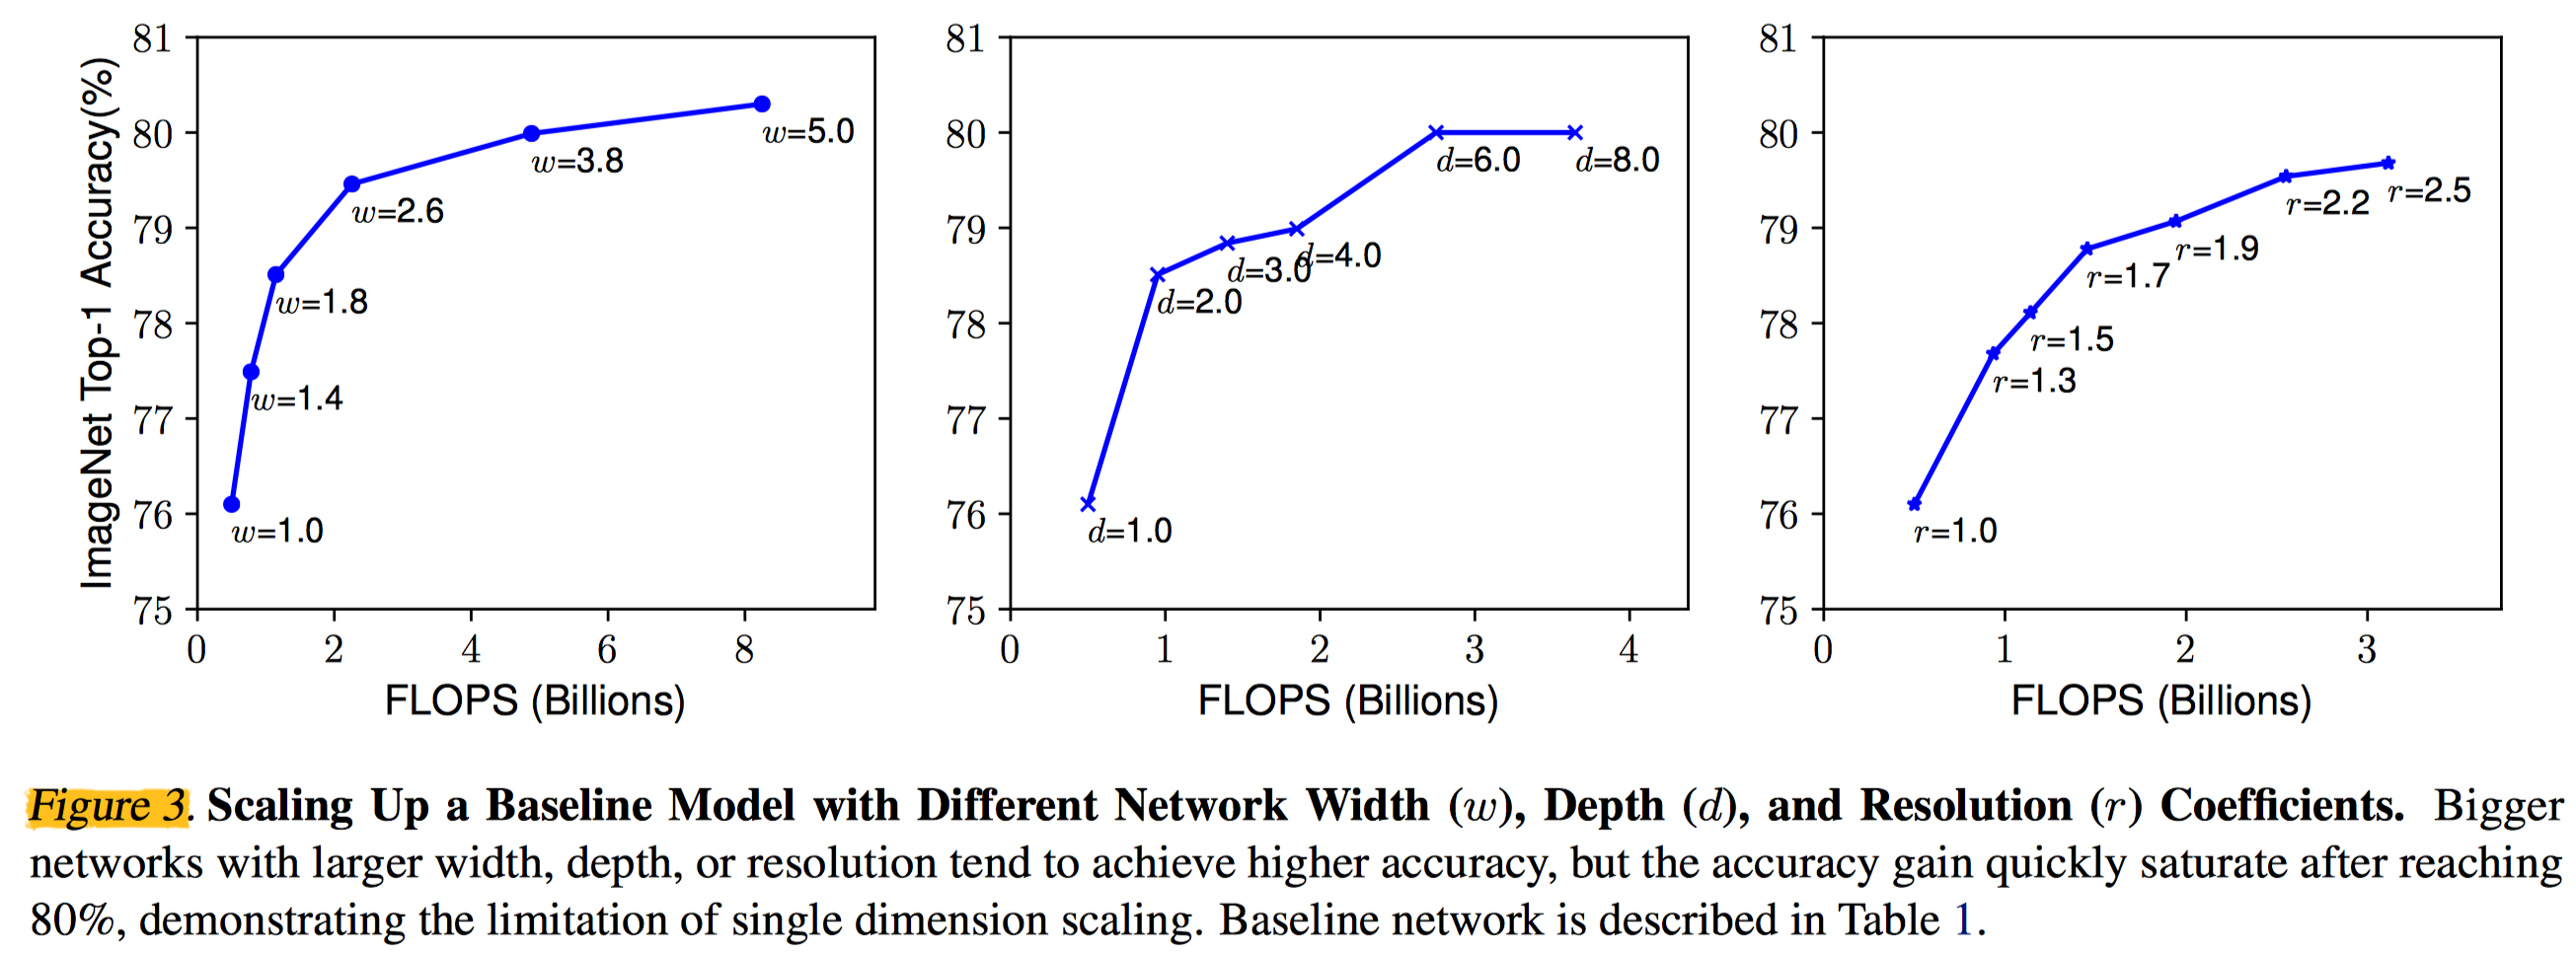 ImageNet Top-1 Accuracy(%)
81
80
79
78
77
76
75
0 2 4 6 8
FLOPS (Billions)
w=1.0
w=1.4
w=1.8
w=2.6
w=3.8
w=5.0
81
80
79
78
77
76
75
0 1 2 3 4
FLOPS (Billions)
d=1.0
d=2.0
d=3.0
d=4.0
d=6.0
d=8.0
81
80
79
78
77
76
75
0 1 2 3
FLOPS (Billions)
r=1.0
r=1.3
r=1.5
r=1.7
r=1.9
r=2.2
r=2.5
Figure 3. Scaling Up a Baseline Model with Different Network Width (w), Depth (d), and Resolution (r) Coefficients. Bigger
networks with larger width, depth, or resolution tend to achieve higher accuracy, but the accuracy gain quickly saturate after reaching
80%, demonstrating the limitation of single dimension scaling. Baseline network is described in Table 1.